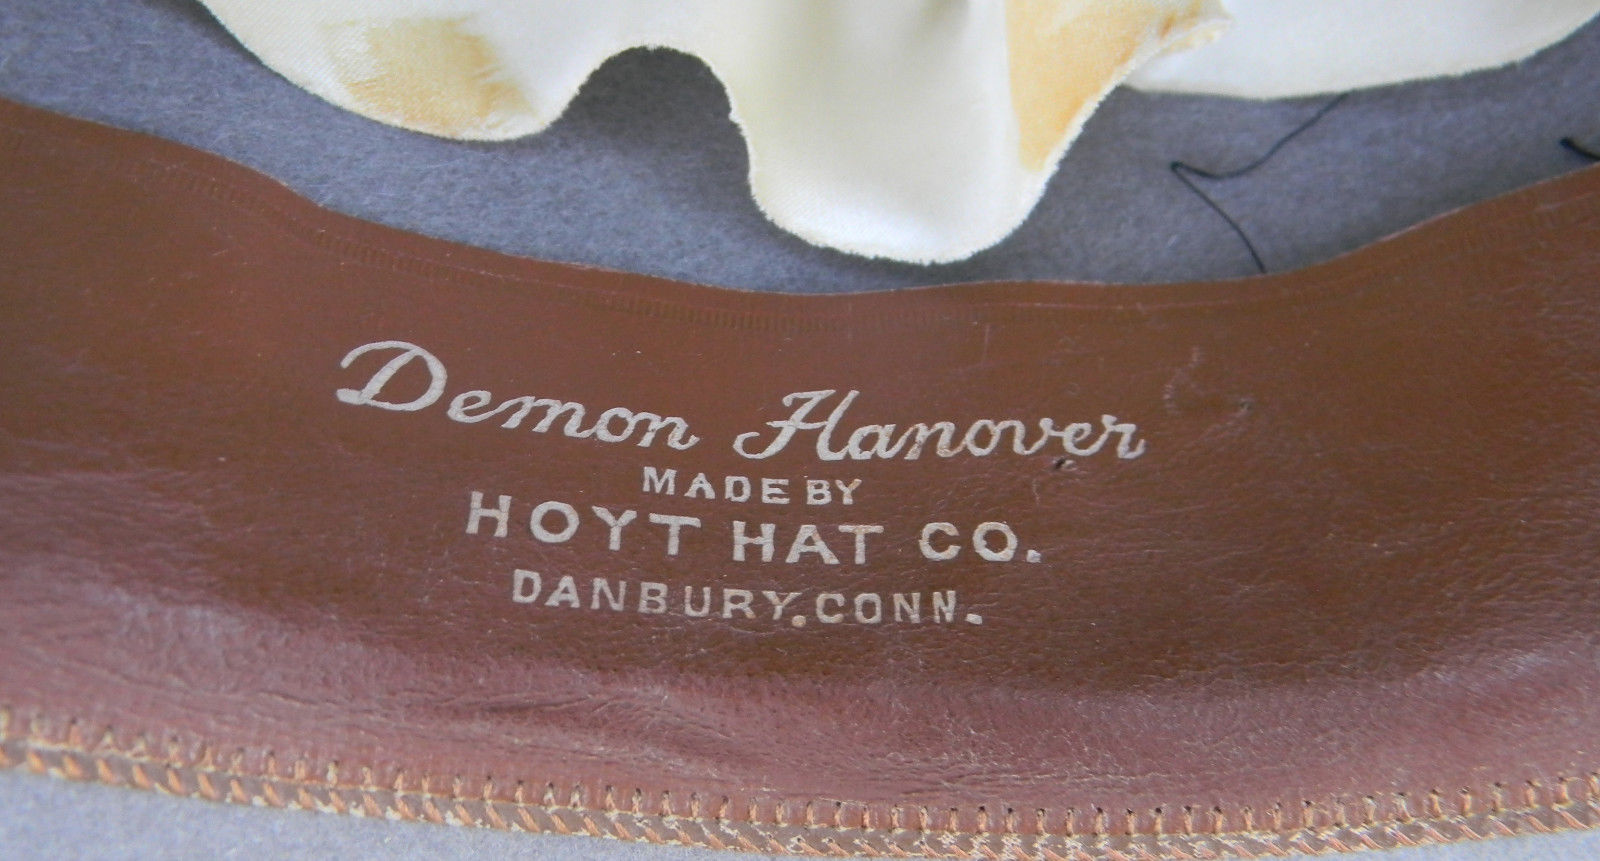 Demon Hanover
MADE BY
HOYT HAT CO.
DANBURY, CONN.